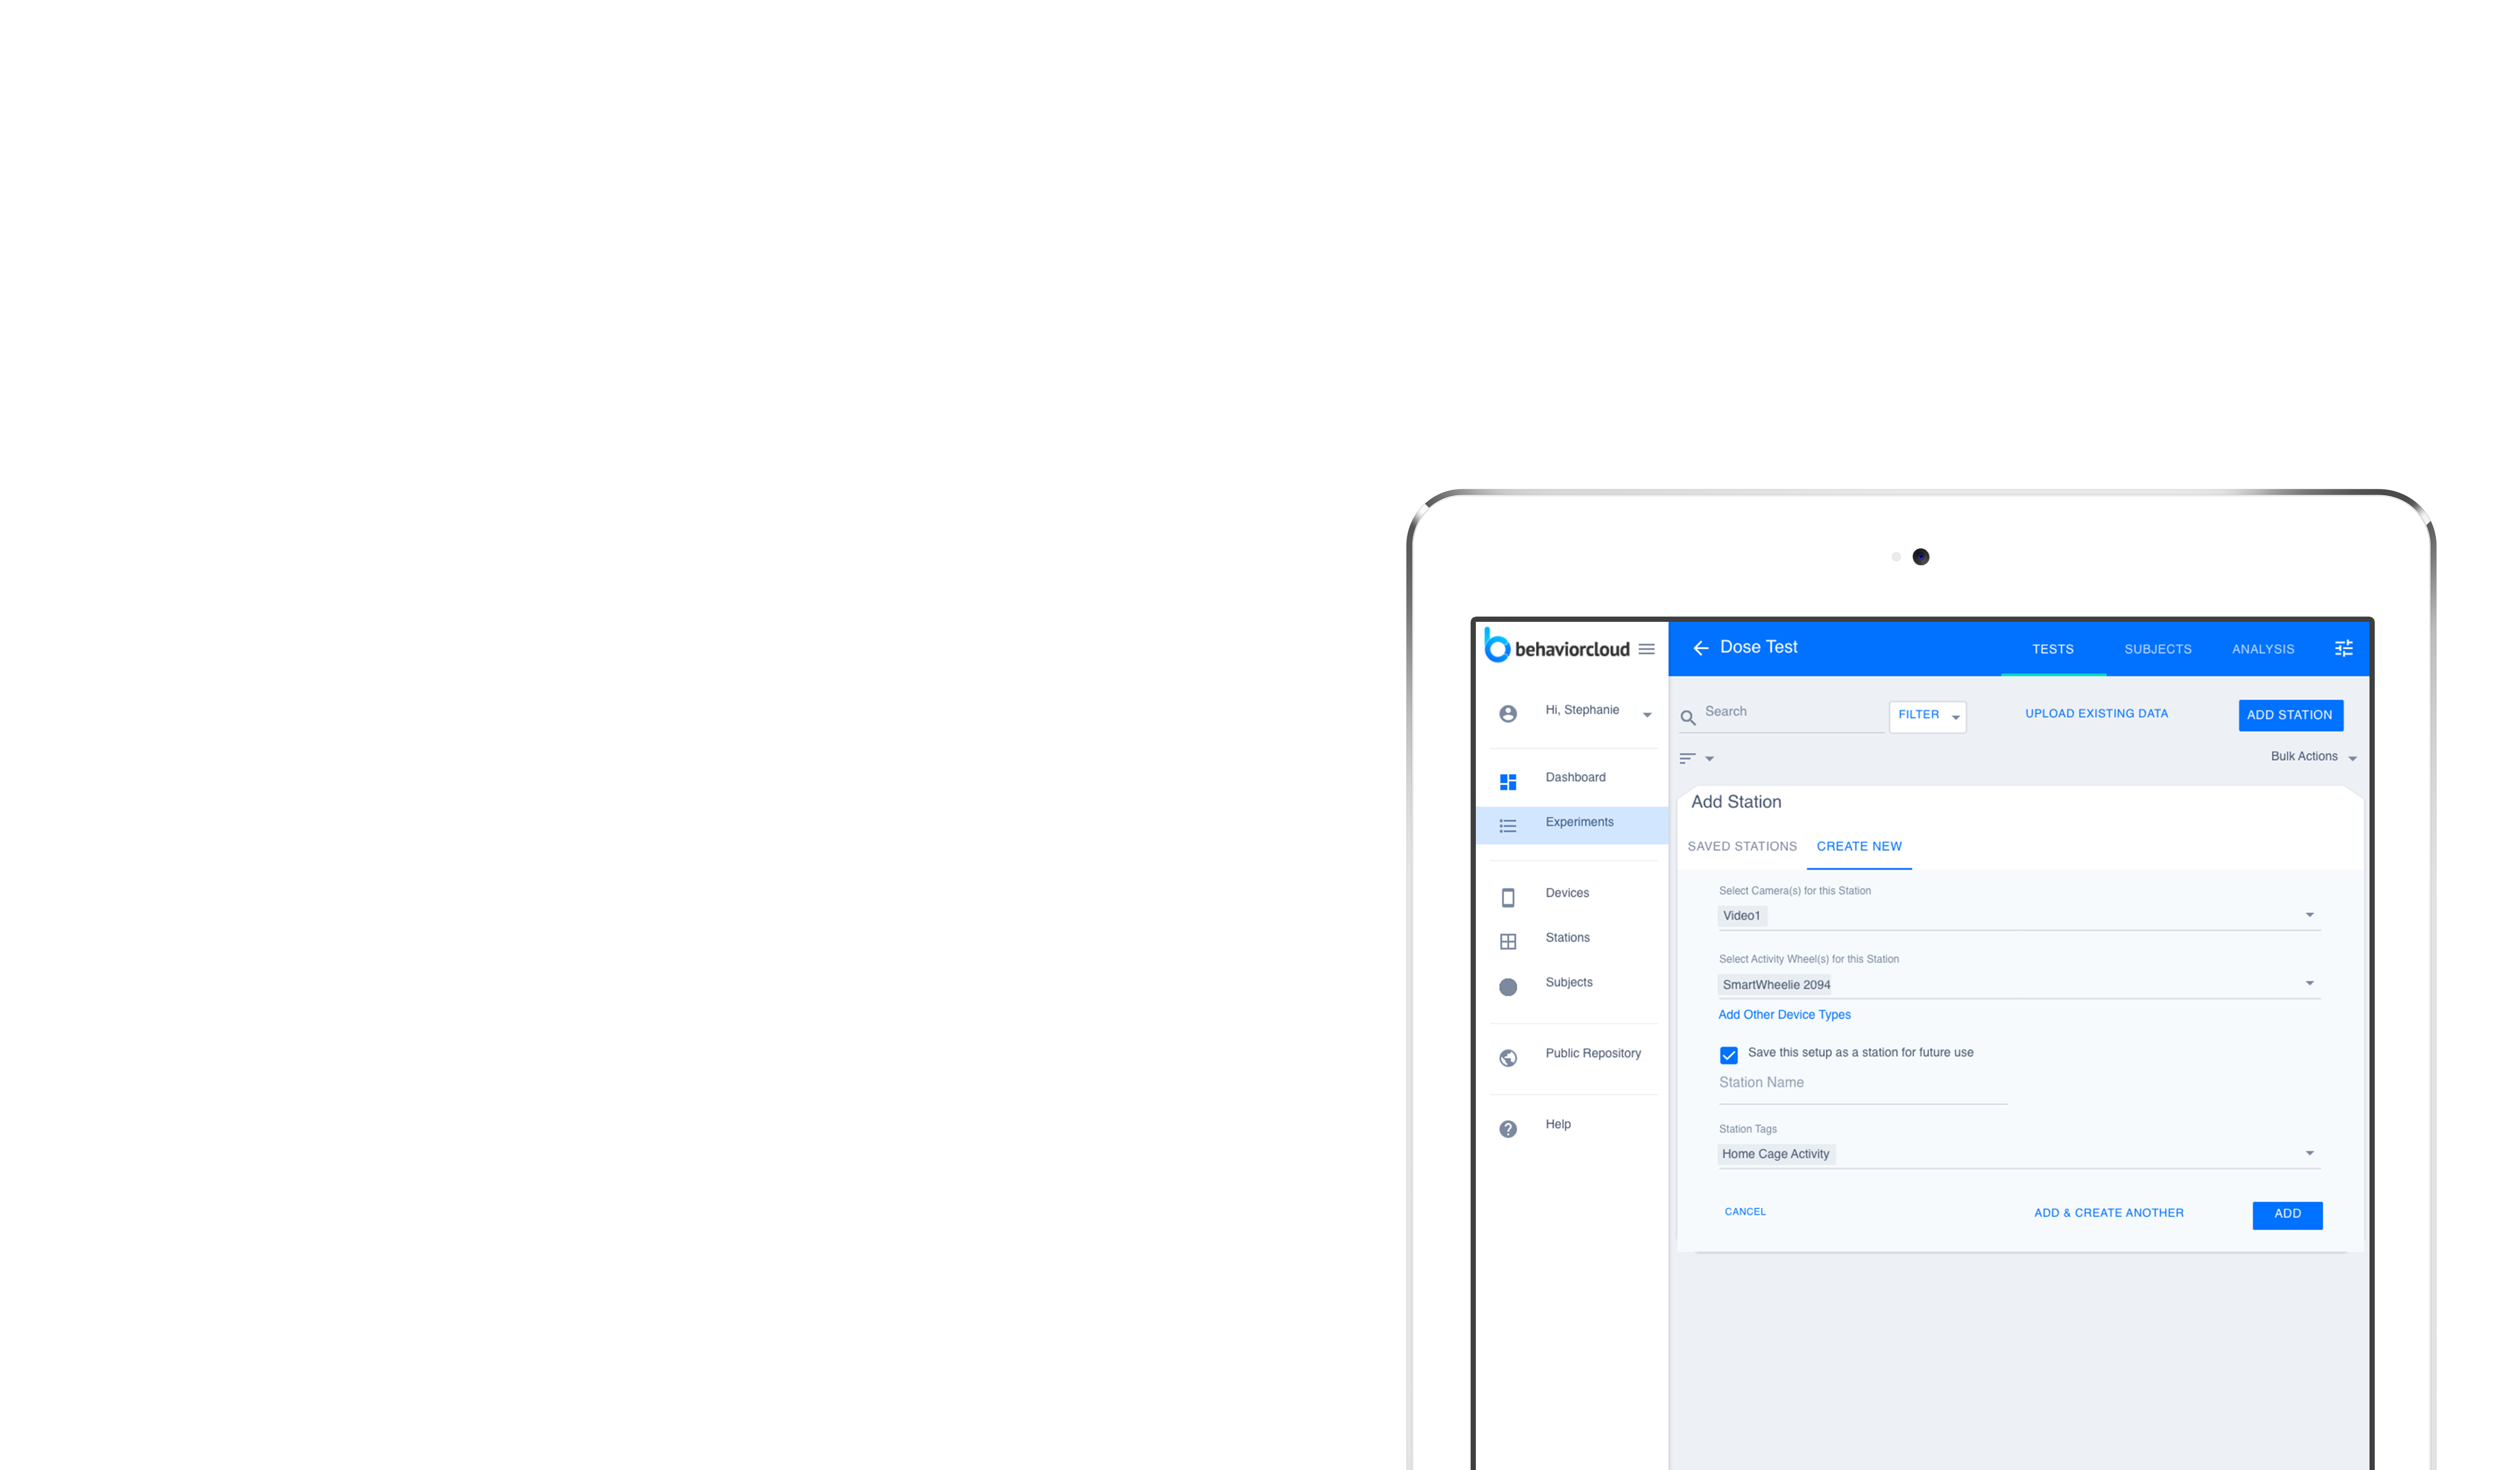 behaviorcloud
Hi, Stephanie
Dashboard
Experiments
Devices
Stations
Subjects
Public Repository
Help
Dose Test
TESTS
SUBJECTS
ANALYSIS
Search
FILTER
UPLOAD EXISTING DATA
ADD STATION
Bulk Actions
Add Station
SAVED STATIONS
CREATE NEW
Select Camera(s) for this Station
Video1
Select Activity Wheel(s) for this Station
SmartWheelie 2094
Add Other Device Types
Save this setup as a station for future use
Station Name
Station Tags
Home Cage Activity
CANCEL
ADD & CREATE ANOTHER
ADD